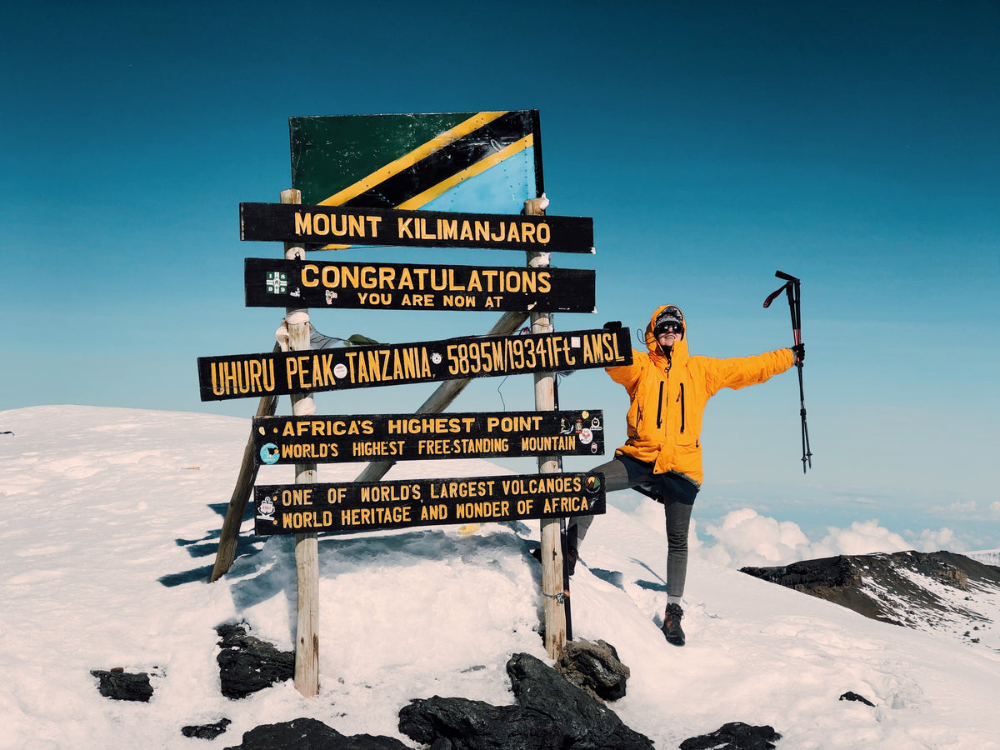 MOUNT KILIMANJARO
CONGRATULATIONS
YOU ARE NOW AT
UHURU PEAK TANZANIA 5895M/19341Ft AMSL
AFRICA'S HIGHEST POINT
WORLD'S HIGHEST FREE-STANDING MOUNTAIN
ONE OF WORLD'S LARGEST VOLCANOES
WORLD HERITAGE AND WONDER OF AFRICA